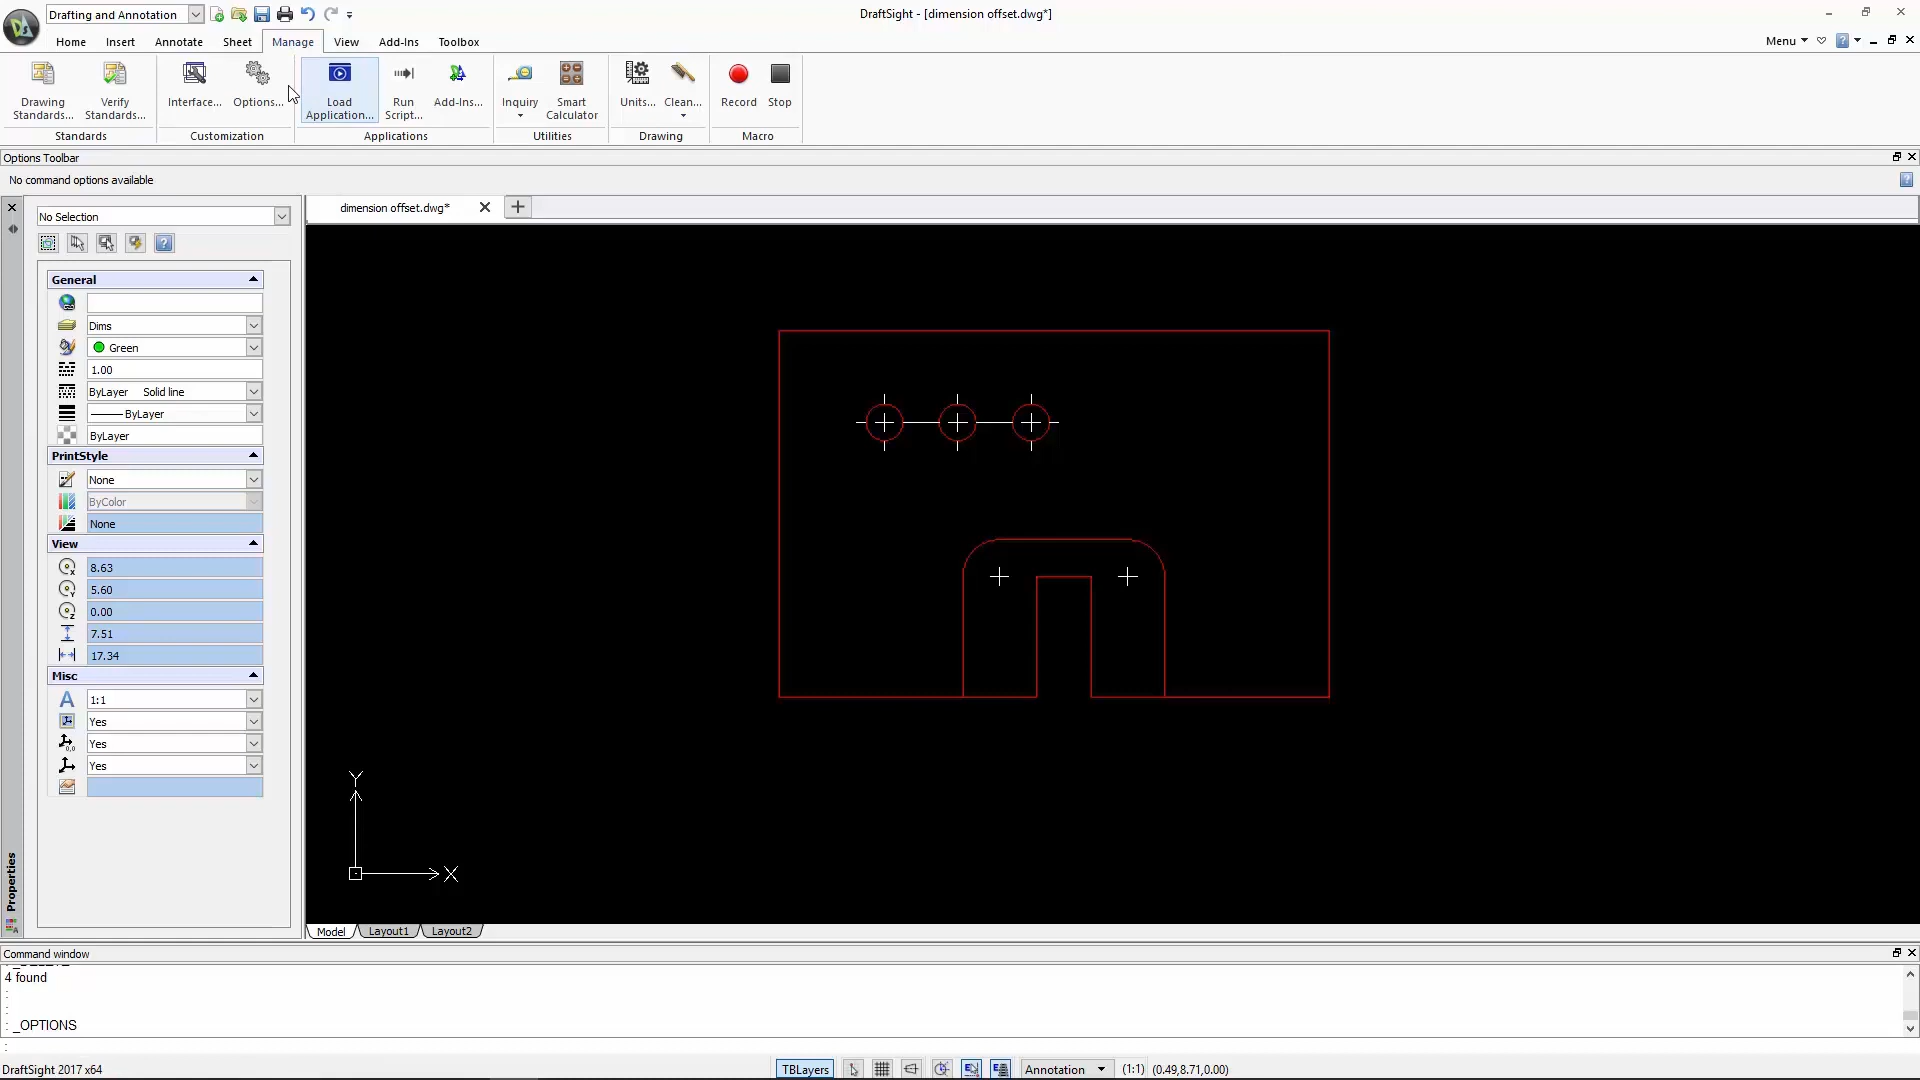 Drafting and Annotation
DraftSight - [dimension offset.dwg*]
Home Insert Annotate Sheet Manage View Add-Ins Toolbox
Menu
Drawing Standards...
Verify Standards...
Interface...
Options...
Load Application...
Run Script...
Add-Ins...
Inquiry
Smart Calculator
Units...
Clean...
Record
Stop
Standards Customization Applications Utilities Drawing Macro
Options Toolbar
No command options available
No Selection
dimension offset.dwg*
General
Dims
Green
1.00
ByLayer Solid line
ByLayer
ByLayer
PrintStyle
None
ByColor
None
View
8.63
5.60
0.00
7.51
17.34
Misc
1:1
Yes
Yes
Yes
Properties
Y
X
Model Layout1 Layout2
Command window
4 found
:
:
: _OPTIONS
:
DraftSight 2017 x64
TBLayers
Annotation
(1:1)
(0.49,8.71,0.00)